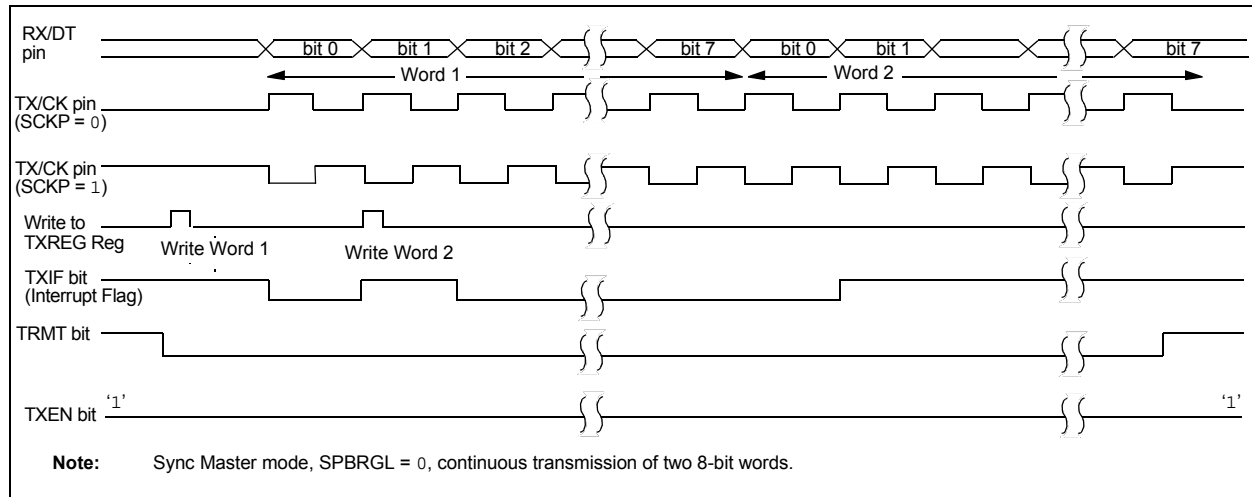 RX/DT
pin
bit 0 bit 1 bit 2 bit 7 bit 0 bit 1 bit 7
Word 1 Word 2
TX/CK pin
(SCKP = 0)
TX/CK pin
(SCKP = 1)
Write to
TXREG Reg
Write Word 1 Write Word 2
TXIF bit
(Interrupt Flag)
TRMT bit
TXEN bit
‘1’ ‘1’
Note: Sync Master mode, SPBRGL = 0, continuous transmission of two 8-bit words.